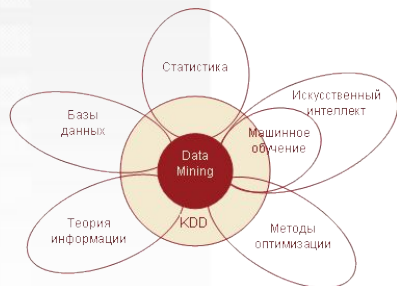 Статистика
Искусственный
интеллект
Базы
данных
Машинное
обучение
Data
Mining
KDD
Теория
информации
Методы
оптимизации